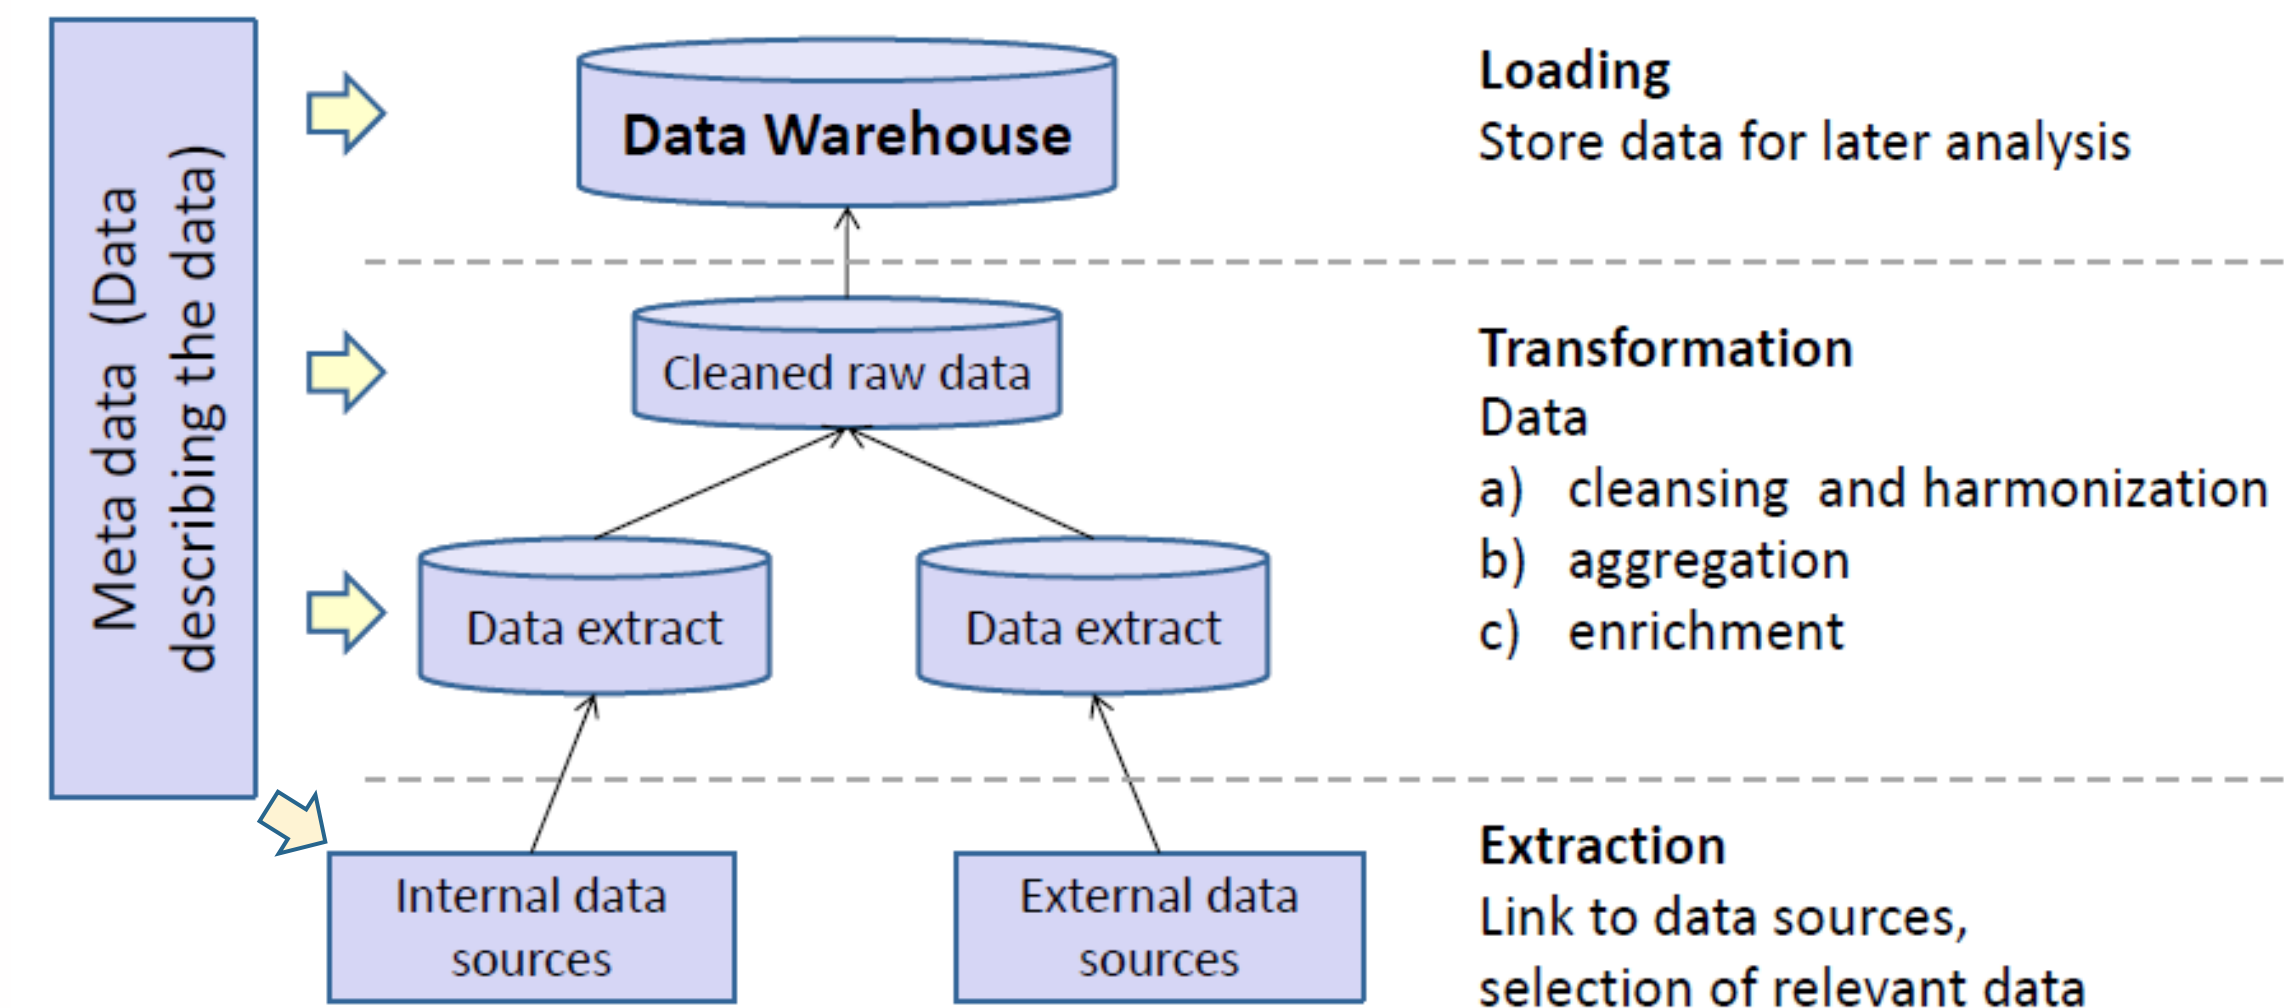 Meta data (Data
describing the data)
Data Warehouse
Loading
Store data for later analysis
Cleaned raw data
Transformation
Data
a) cleansing and harmonization
b) aggregation
c) enrichment
Data extract
Data extract
Internal data
sources
External data
sources
Extraction
Link to data sources,
selection of relevant data